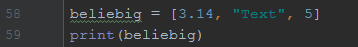 58 beliebig = [3.14, "Text", 5]
59 print(beliebig)